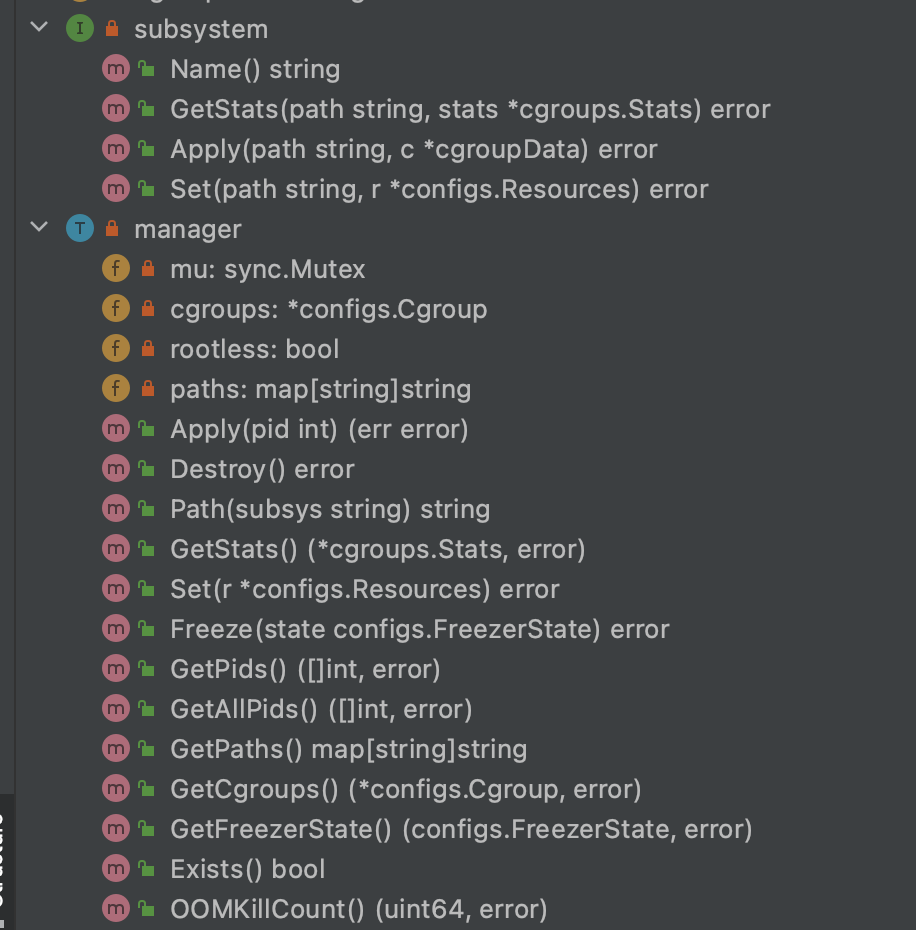 I subsystem
m Name() string
m GetStats(path string, stats *cgroups.Stats) error
m Apply(path string, c *cgroupData) error
m Set(path string, r *configs.Resources) error
T manager
f mu: sync.Mutex
f cgroups: *configs.Cgroup
f rootless: bool
f paths: map[string]string
m Apply(pid int) (err error)
m Destroy() error
m Path(subsys string) string
m GetStats() (*cgroups.Stats, error)
m Set(r *configs.Resources) error
m Freeze(state configs.FreezerState) error
m GetPids() ([]int, error)
m GetAllPids() ([]int, error)
m GetPaths() map[string]string
m GetCgroups() (*configs.Cgroup, error)
m GetFreezerState() (configs.FreezerState, error)
m Exists() bool
m OOMKillCount() (uint64, error)